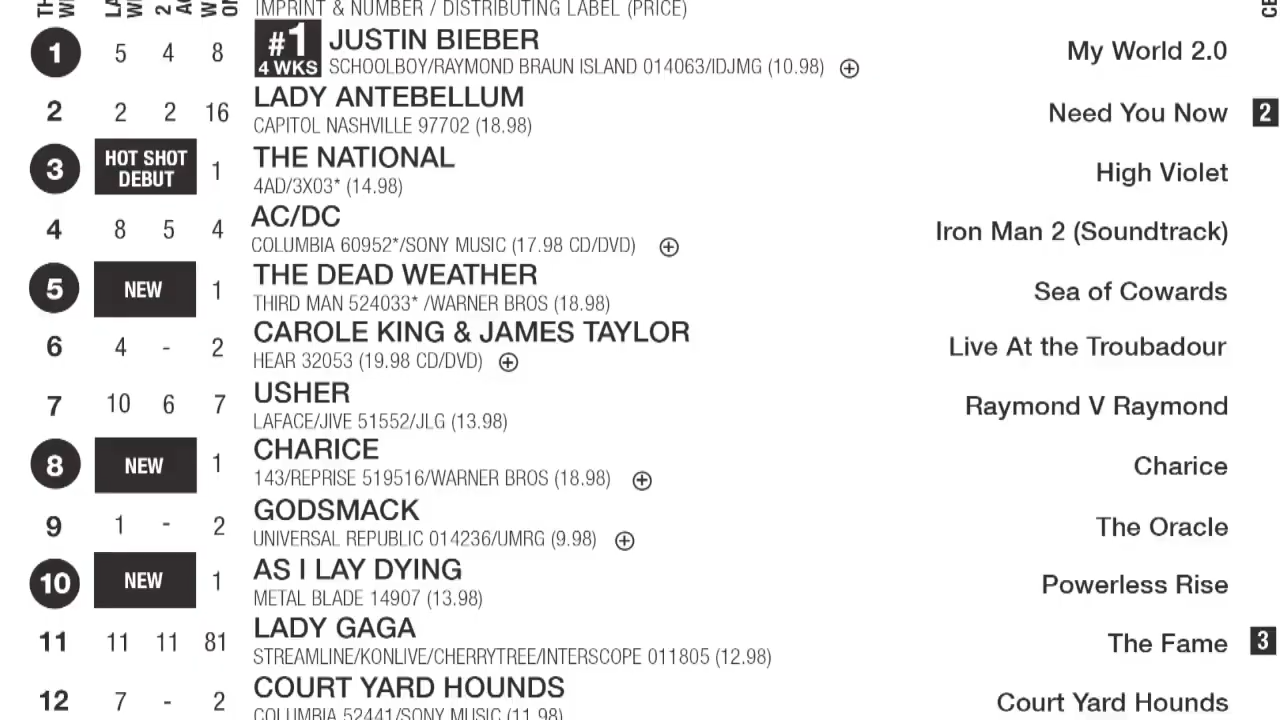 IMPRINT & NUMBER / DISTRIBUTING LABEL (PRICE)
1 5 4 8 #1 4 WKS JUSTIN BIEBER My World 2.0
SCHOOLBOY/RAYMOND BRAUN ISLAND 014063/IDJMG (10.98)
2 2 2 16 LADY ANTEBELLUM Need You Now 2
CAPITOL NASHVILLE 97702 (18.98)
3 HOT SHOT DEBUT 1 THE NATIONAL High Violet
4AD/3X03* (14.98)
4 8 5 4 AC/DC Iron Man 2 (Soundtrack)
COLUMBIA 60952*/SONY MUSIC (17.98 CD/DVD)
5 NEW 1 THE DEAD WEATHER Sea of Cowards
THIRD MAN 524033* /WARNER BROS (18.98)
6 4 - 2 CAROLE KING & JAMES TAYLOR Live At the Troubadour
HEAR 32053 (19.98 CD/DVD)
7 10 6 7 USHER Raymond V Raymond
LAFACE/JIVE 51552/JLG (13.98)
8 NEW 1 CHARICE Charice
143/REPRISE 519516/WARNER BROS (18.98)
9 1 - 2 GODSMACK The Oracle
UNIVERSAL REPUBLIC 014236/UMRG (9.98)
10 NEW 1 AS I LAY DYING Powerless Rise
METAL BLADE 14907 (13.98)
11 11 11 81 LADY GAGA The Fame 3
STREAMLINE/KONLIVE/CHERRYTREE/INTERSCOPE 011805 (12.98)
12 7 - 2 COURT YARD HOUNDS Court Yard Hounds
COLUMBIA 52441/SONY MUSIC (11.98)